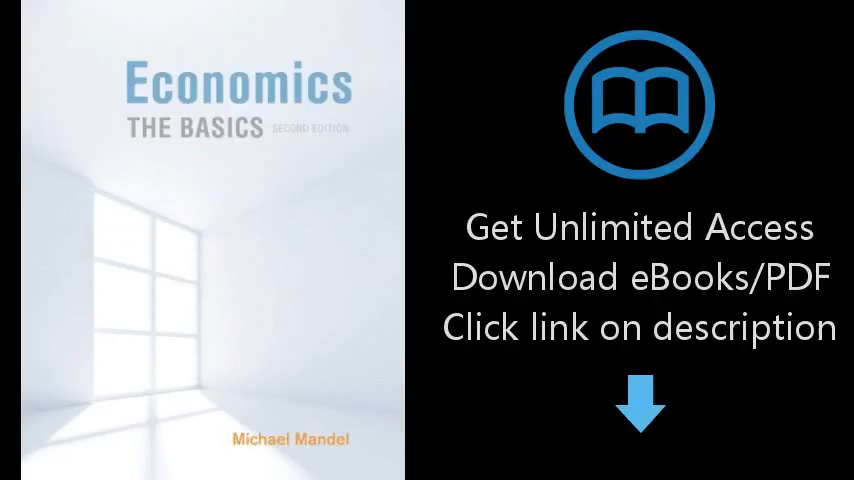 Economics
THE BASICS SECOND EDITION
Michael Mandel
Get Unlimited Access
Download eBooks/PDF
Click link on description